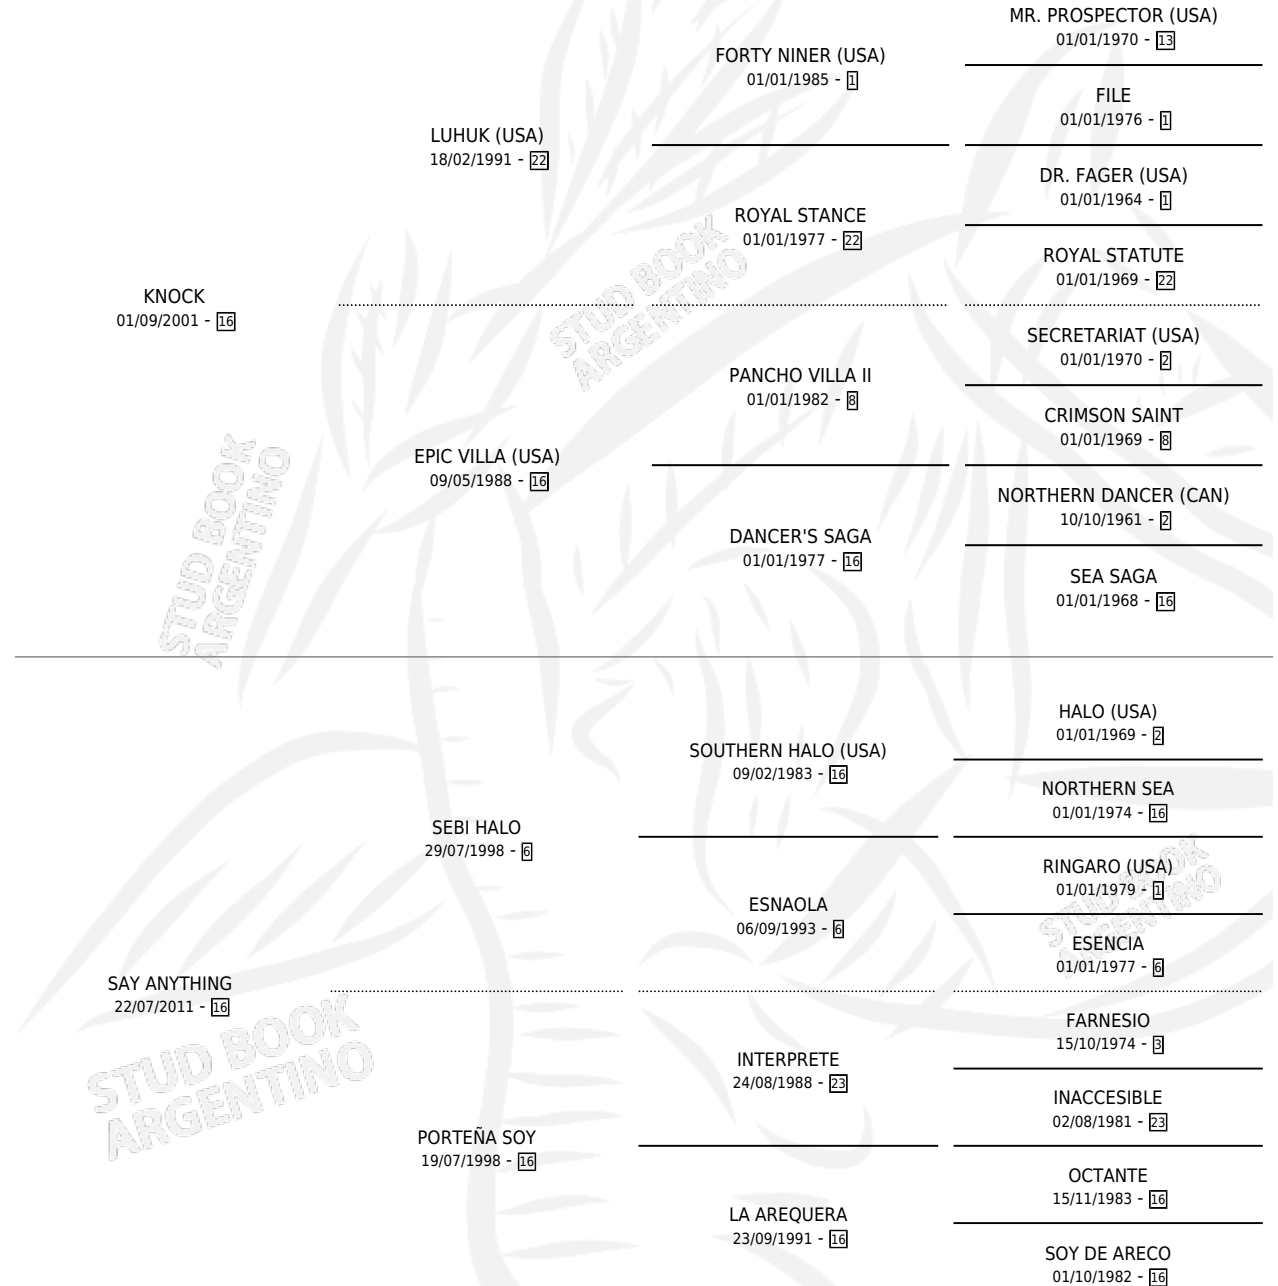 MR. PROSPECTOR (USA)
01/01/1970 - 13
FORTY NINER (USA)
01/01/1985 - 1
FILE
01/01/1976 - 1
LUHUK (USA)
18/02/1991 - 22
DR. FAGER (USA)
01/01/1964 - 1
ROYAL STANCE
01/01/1977 - 22
ROYAL STATUTE
01/01/1969 - 22
KNOCK
01/09/2001 - 16
STUD BOOK
ARGENTINO
SECRETARIAT (USA)
01/01/1970 - 2
PANCHO VILLA II
01/01/1982 - 8
CRIMSON SAINT
01/01/1969 - 8
EPIC VILLA (USA)
09/05/1988 - 16
NORTHERN DANCER (CAN)
10/10/1961 - 2
DANCER'S SAGA
01/01/1977 - 16
SEA SAGA
01/01/1968 - 16
STUD BOOK
ARGENTINO
HALO (USA)
01/01/1969 - 2
SOUTHERN HALO (USA)
09/02/1983 - 16
NORTHERN SEA
01/01/1974 - 16
SEBI HALO
29/07/1998 - 6
RINGARO (USA)
01/01/1979 - 1
ESNAOLA
06/09/1993 - 6
ESENCIA
01/01/1977 - 6
STUD BOOK
ARGENTINO
SAY ANYTHING
22/07/2011 - 16
FARNESIO
15/10/1974 - 3
INTERPRETE
24/08/1988 - 23
INACCESIBLE
02/08/1981 - 23
STUD BOOK
ARGENTINO
PORTEÑA SOY
19/07/1998 - 16
OCTANTE
15/11/1983 - 16
LA AREQUERA
23/09/1991 - 16
SOY DE ARECO
01/10/1982 - 16